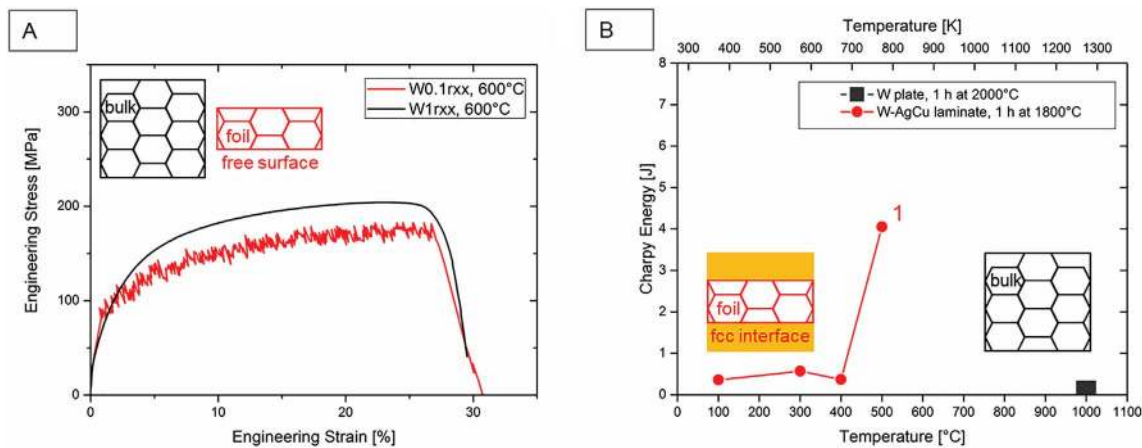 A
Engineering Stress [MPa]
300
200
100
0
0
10
20
30
Engineering Strain [%]
bulk
foil
free surface
W0.1rxx, 600°C
W1rxx, 600°C
B
Temperature [K]
300 400 500 600 700 800 900 1000 1100 1200 1300
Charpy Energy [J]
8
7
6
5
4
3
2
1
0
W plate, 1 h at 2000°C
W-AgCu laminate, 1 h at 1800°C
1
foil
fcc interface
bulk
0 100 200 300 400 500 600 700 800 900 1000 1100
Temperature [°C]